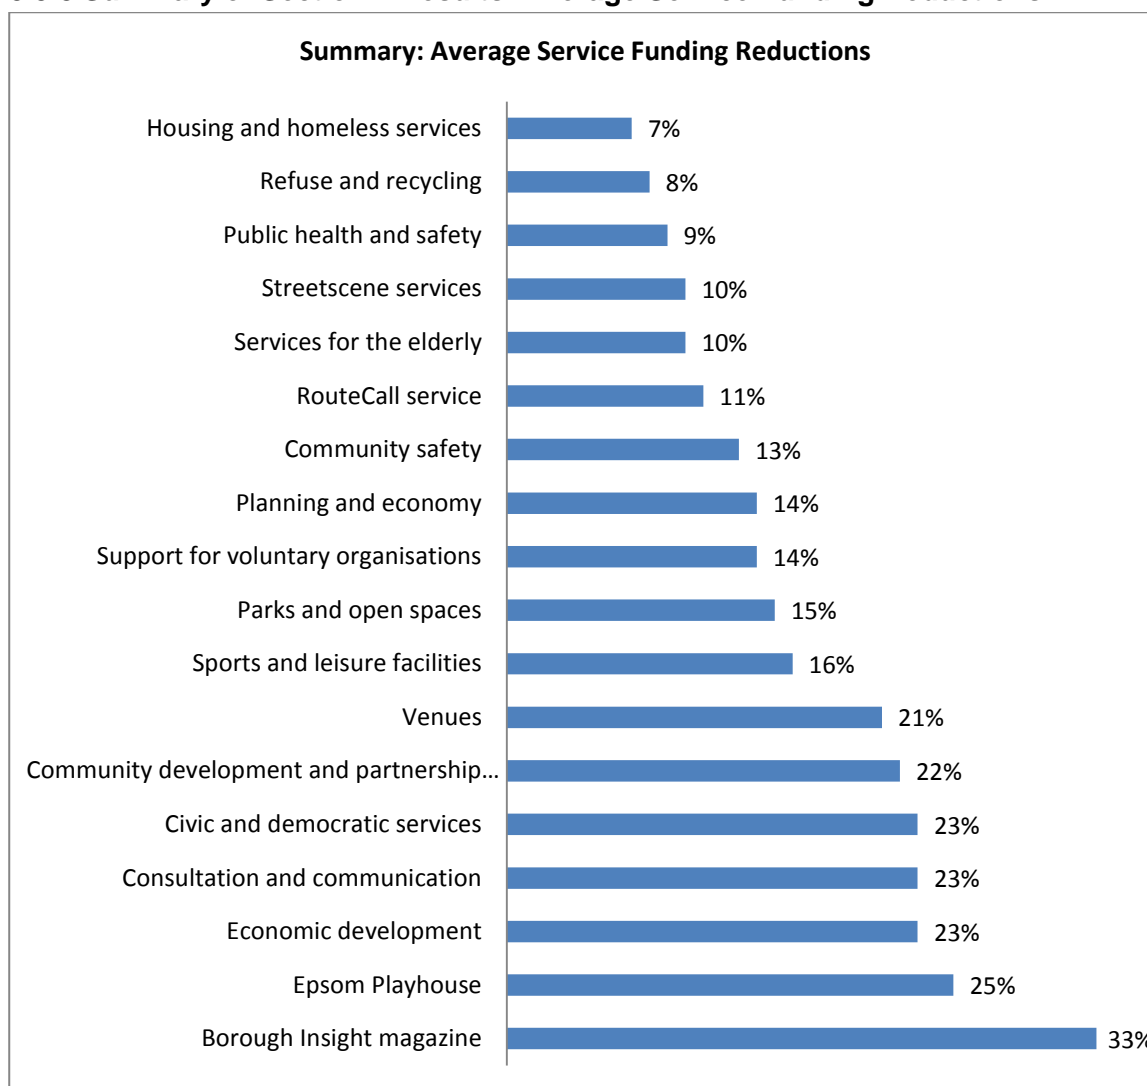 Summary: Average Service Funding Reductions
Housing and homeless services 7%
Refuse and recycling 8%
Public health and safety 9%
Streetscene services 10%
Services for the elderly 10%
RouteCall service 11%
Community safety 13%
Planning and economy 14%
Support for voluntary organisations 14%
Parks and open spaces 15%
Sports and leisure facilities 16%
Venues 21%
Community development and partnership... 22%
Civic and democratic services 23%
Consultation and communication 23%
Economic development 23%
Epsom Playhouse 25%
Borough Insight magazine 33%